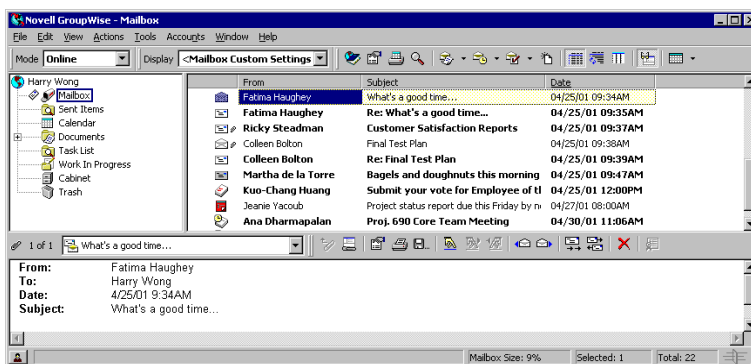 Novell GroupWise - Mailbox
File Edit View Actions Tools Accounts Window Help
Mode Online Display <Mailbox Custom Settings
Harry Wong
Mailbox
Sent Items
Calendar
Documents
Task List
Work In Progress
Cabinet
Trash
From Subject Date
Fatima Haughey What's a good time... 04/25/01 09:34AM
Fatima Haughey Re: What's a good time... 04/25/01 09:35AM
Ricky Steadman Customer Satisfaction Reports 04/25/01 09:37AM
Colleen Bolton Final Test Plan 04/25/01 09:38AM
Colleen Bolton Re: Final Test Plan 04/25/01 09:39AM
Martha de la Torre Bagels and doughnuts this morning 04/25/01 09:47AM
Kuo-Chang Huang Submit your vote for Employee of tl 04/25/01 12:00PM
Jeanie Yacoub Project status report due this Friday by n 04/27/01 08:00AM
Ana Dharmapalan Proj. 690 Core Team Meeting 04/30/01 11:06AM
1 of 1 What's a good time...
From: Fatima Haughey
To: Harry Wong
Date: 4/25/01 9:34AM
Subject: What's a good time...
Mailbox Size: 9% Selected: 1 Total: 22